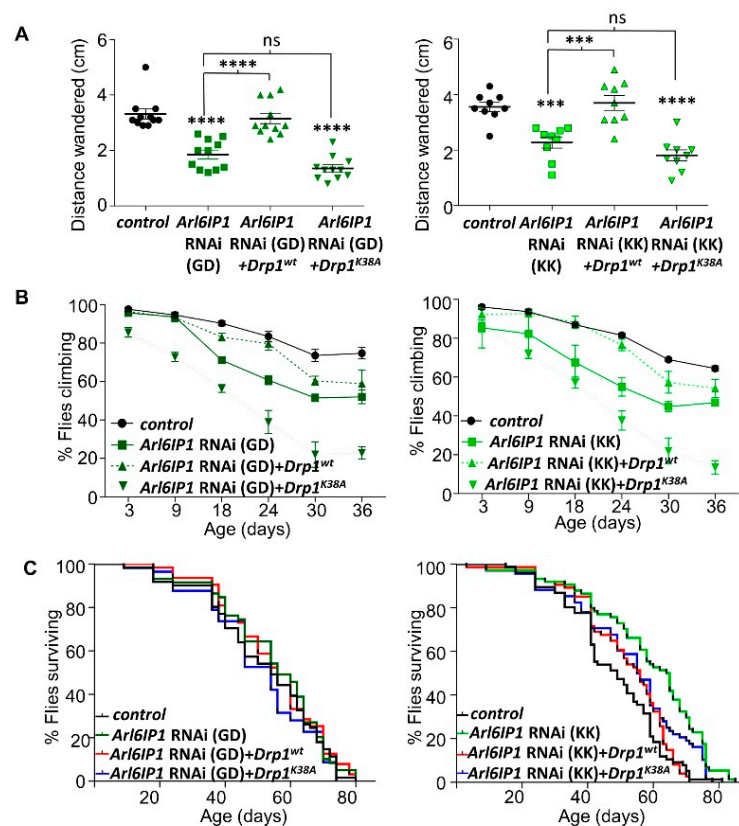 A
Distance wandered (cm)
6
4
2
0
ns
****
****
****
control
Arl6IP1
RNAi
(GD)
Arl6IP1
RNAi (GD)
+Drp1wt
Arl6IP1
RNAi (GD)
+Drp1K38A
Distance wandered (cm)
6
4
2
0
ns
***
***
****
control
Arl6IP1
RNAi
(KK)
Arl6IP1
RNAi (KK)
+Drp1wt
Arl6IP1
RNAi (KK)
+Drp1K38A
B
% Flies climbing
100
80
60
40
20
0
control
Arl6IP1 RNAi (GD)
Arl6IP1 RNAi (GD)+Drp1wt
Arl6IP1 RNAi (GD)+Drp1K38A
3 9 18 24 30 36
Age (days)
% Flies climbing
100
80
60
40
20
0
control
Arl6IP1 RNAi (KK)
Arl6IP1 RNAi (KK)+Drp1wt
Arl6IP1 RNAi (KK)+Drp1K38A
3 9 18 24 30 36
Age (days)
C
% Flies surviving
100
80
60
40
20
0
control
Arl6IP1 RNAi (GD)
Arl6IP1 RNAi (GD)+Drp1wt
Arl6IP1 RNAi (GD)+Drp1K38A
20 40 60 80
Age (days)
% Flies surviving
100
80
60
40
20
0
control
Arl6IP1 RNAi (KK)
Arl6IP1 RNAi (KK)+Drp1wt
Arl6IP1 RNAi (KK)+Drp1K38A
20 40 60 80
Age (days)